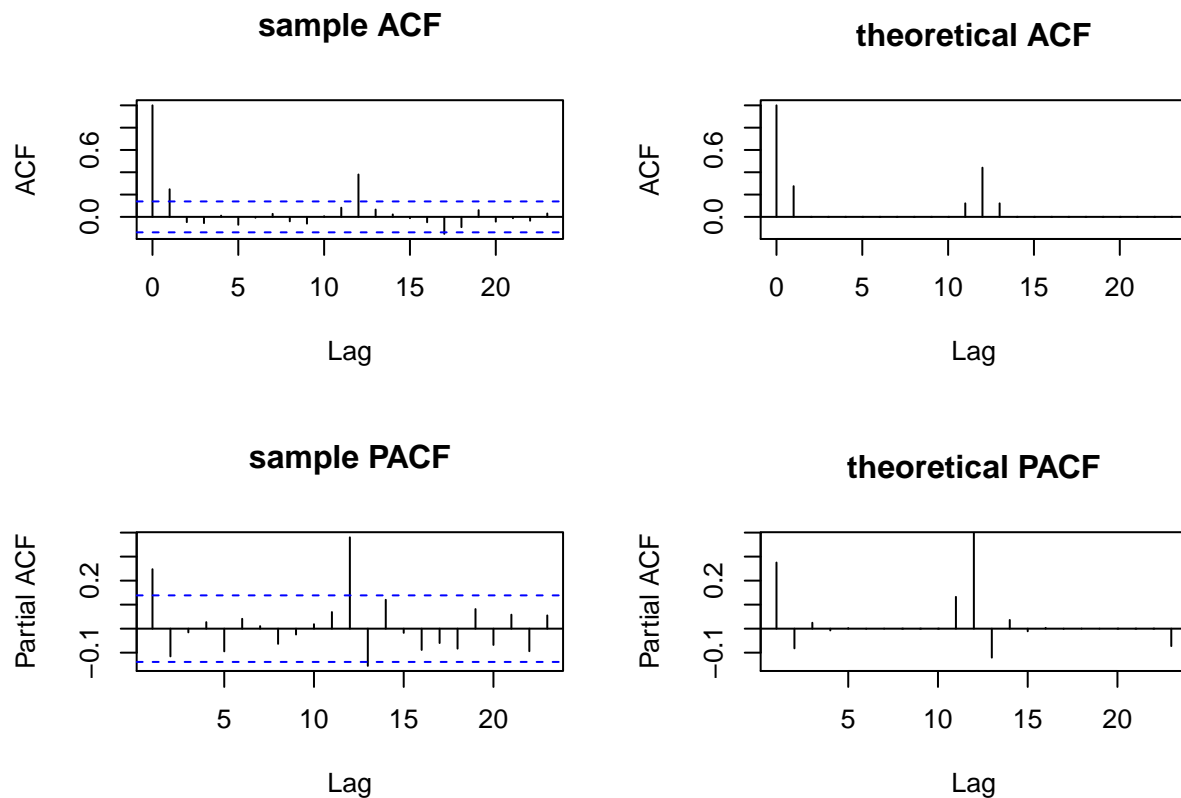 sample ACF
ACF
0.6
0.0
0 5 10 15 20
Lag
theoretical ACF
ACF
0.6
0.0
0 5 10 15 20
Lag
sample PACF
Partial ACF
0.2
−0.1
5 10 15 20
Lag
theoretical PACF
Partial ACF
0.2
−0.1
5 10 15 20
Lag